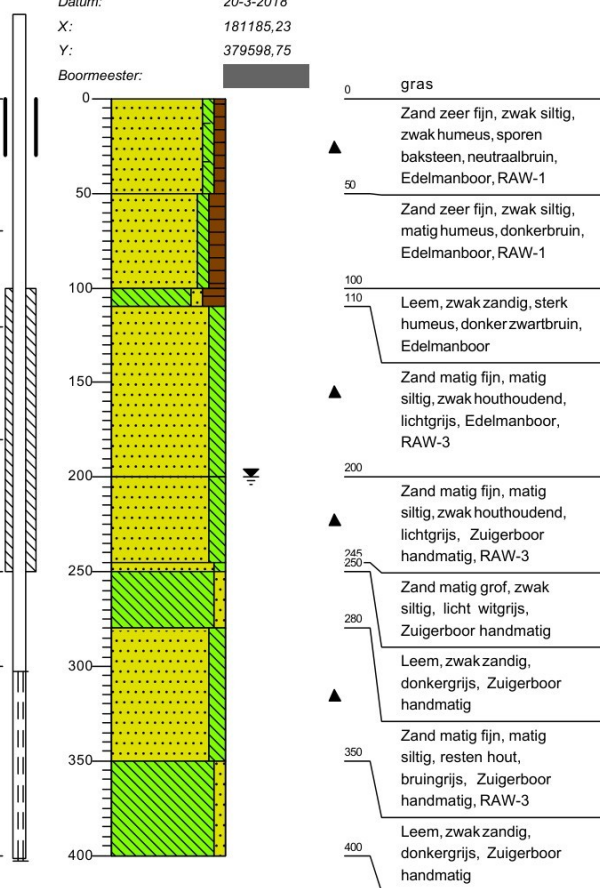 Datum: 20-3-2018
X: 181185,23
Y: 379598,75
Boormeester:
0
50
100
150
200
250
300
350
400
0
gras
Zand zeer fijn, zwak siltig,
zwak humeus, sporen
baksteen, neutraalbruin,
Edelmanboor, RAW-1
50
Zand zeer fijn, zwak siltig,
matig humeus, donkerbruin,
Edelmanboor, RAW-1
100
110
Leem, zwak zandig, sterk
humeus, donker zwartbruin,
Edelmanboor
Zand matig fijn, matig
siltig, zwak houthoudend,
lichtgrijs, Edelmanboor,
RAW-3
200
Zand matig fijn, matig
siltig, zwak houthoudend,
lichtgrijs, Zuigerboor
handmatig, RAW-3
245
250
Zand matig grof, zwak
siltig, licht witgrijs,
Zuigerboor handmatig
280
Leem, zwak zandig,
donkergrijs, Zuigerboor
handmatig
Zand matig fijn, matig
siltig, resten hout,
bruingrijs, Zuigerboor
handmatig, RAW-3
350
Leem, zwak zandig,
donkergrijs, Zuigerboor
handmatig
400